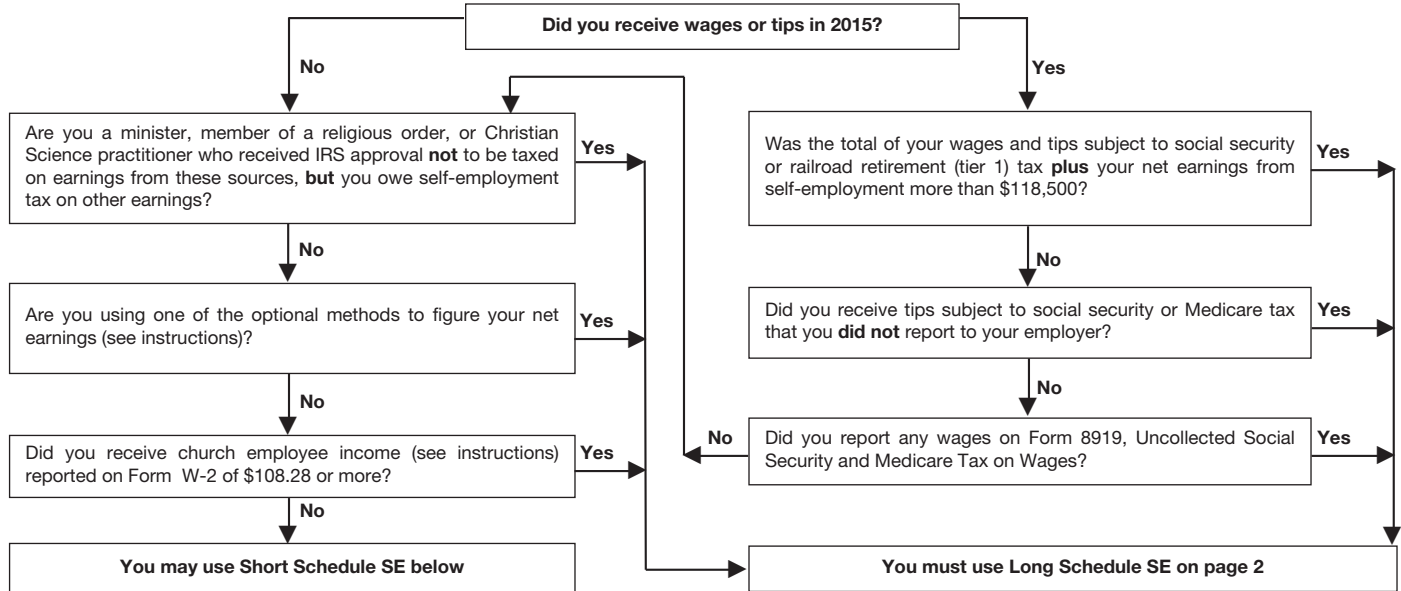 Did you receive wages or tips in 2015?
No
Yes
Are you a minister, member of a religious order, or Christian
Science practitioner who received IRS approval not to be taxed
on earnings from these sources, but you owe self-employment
tax on other earnings?
Yes
Was the total of your wages and tips subject to social security
or railroad retirement (tier 1) tax plus your net earnings from
self-employment more than $118,500?
Yes
No
No
Are you using one of the optional methods to figure your net
earnings (see instructions)?
Yes
Did you receive tips subject to social security or Medicare tax
that you did not report to your employer?
Yes
No
No
Did you receive church employee income (see instructions)
reported on Form W-2 of $108.28 or more?
Yes
No
Did you report any wages on Form 8919, Uncollected Social
Security and Medicare Tax on Wages?
Yes
No
You may use Short Schedule SE below
You must use Long Schedule SE on page 2